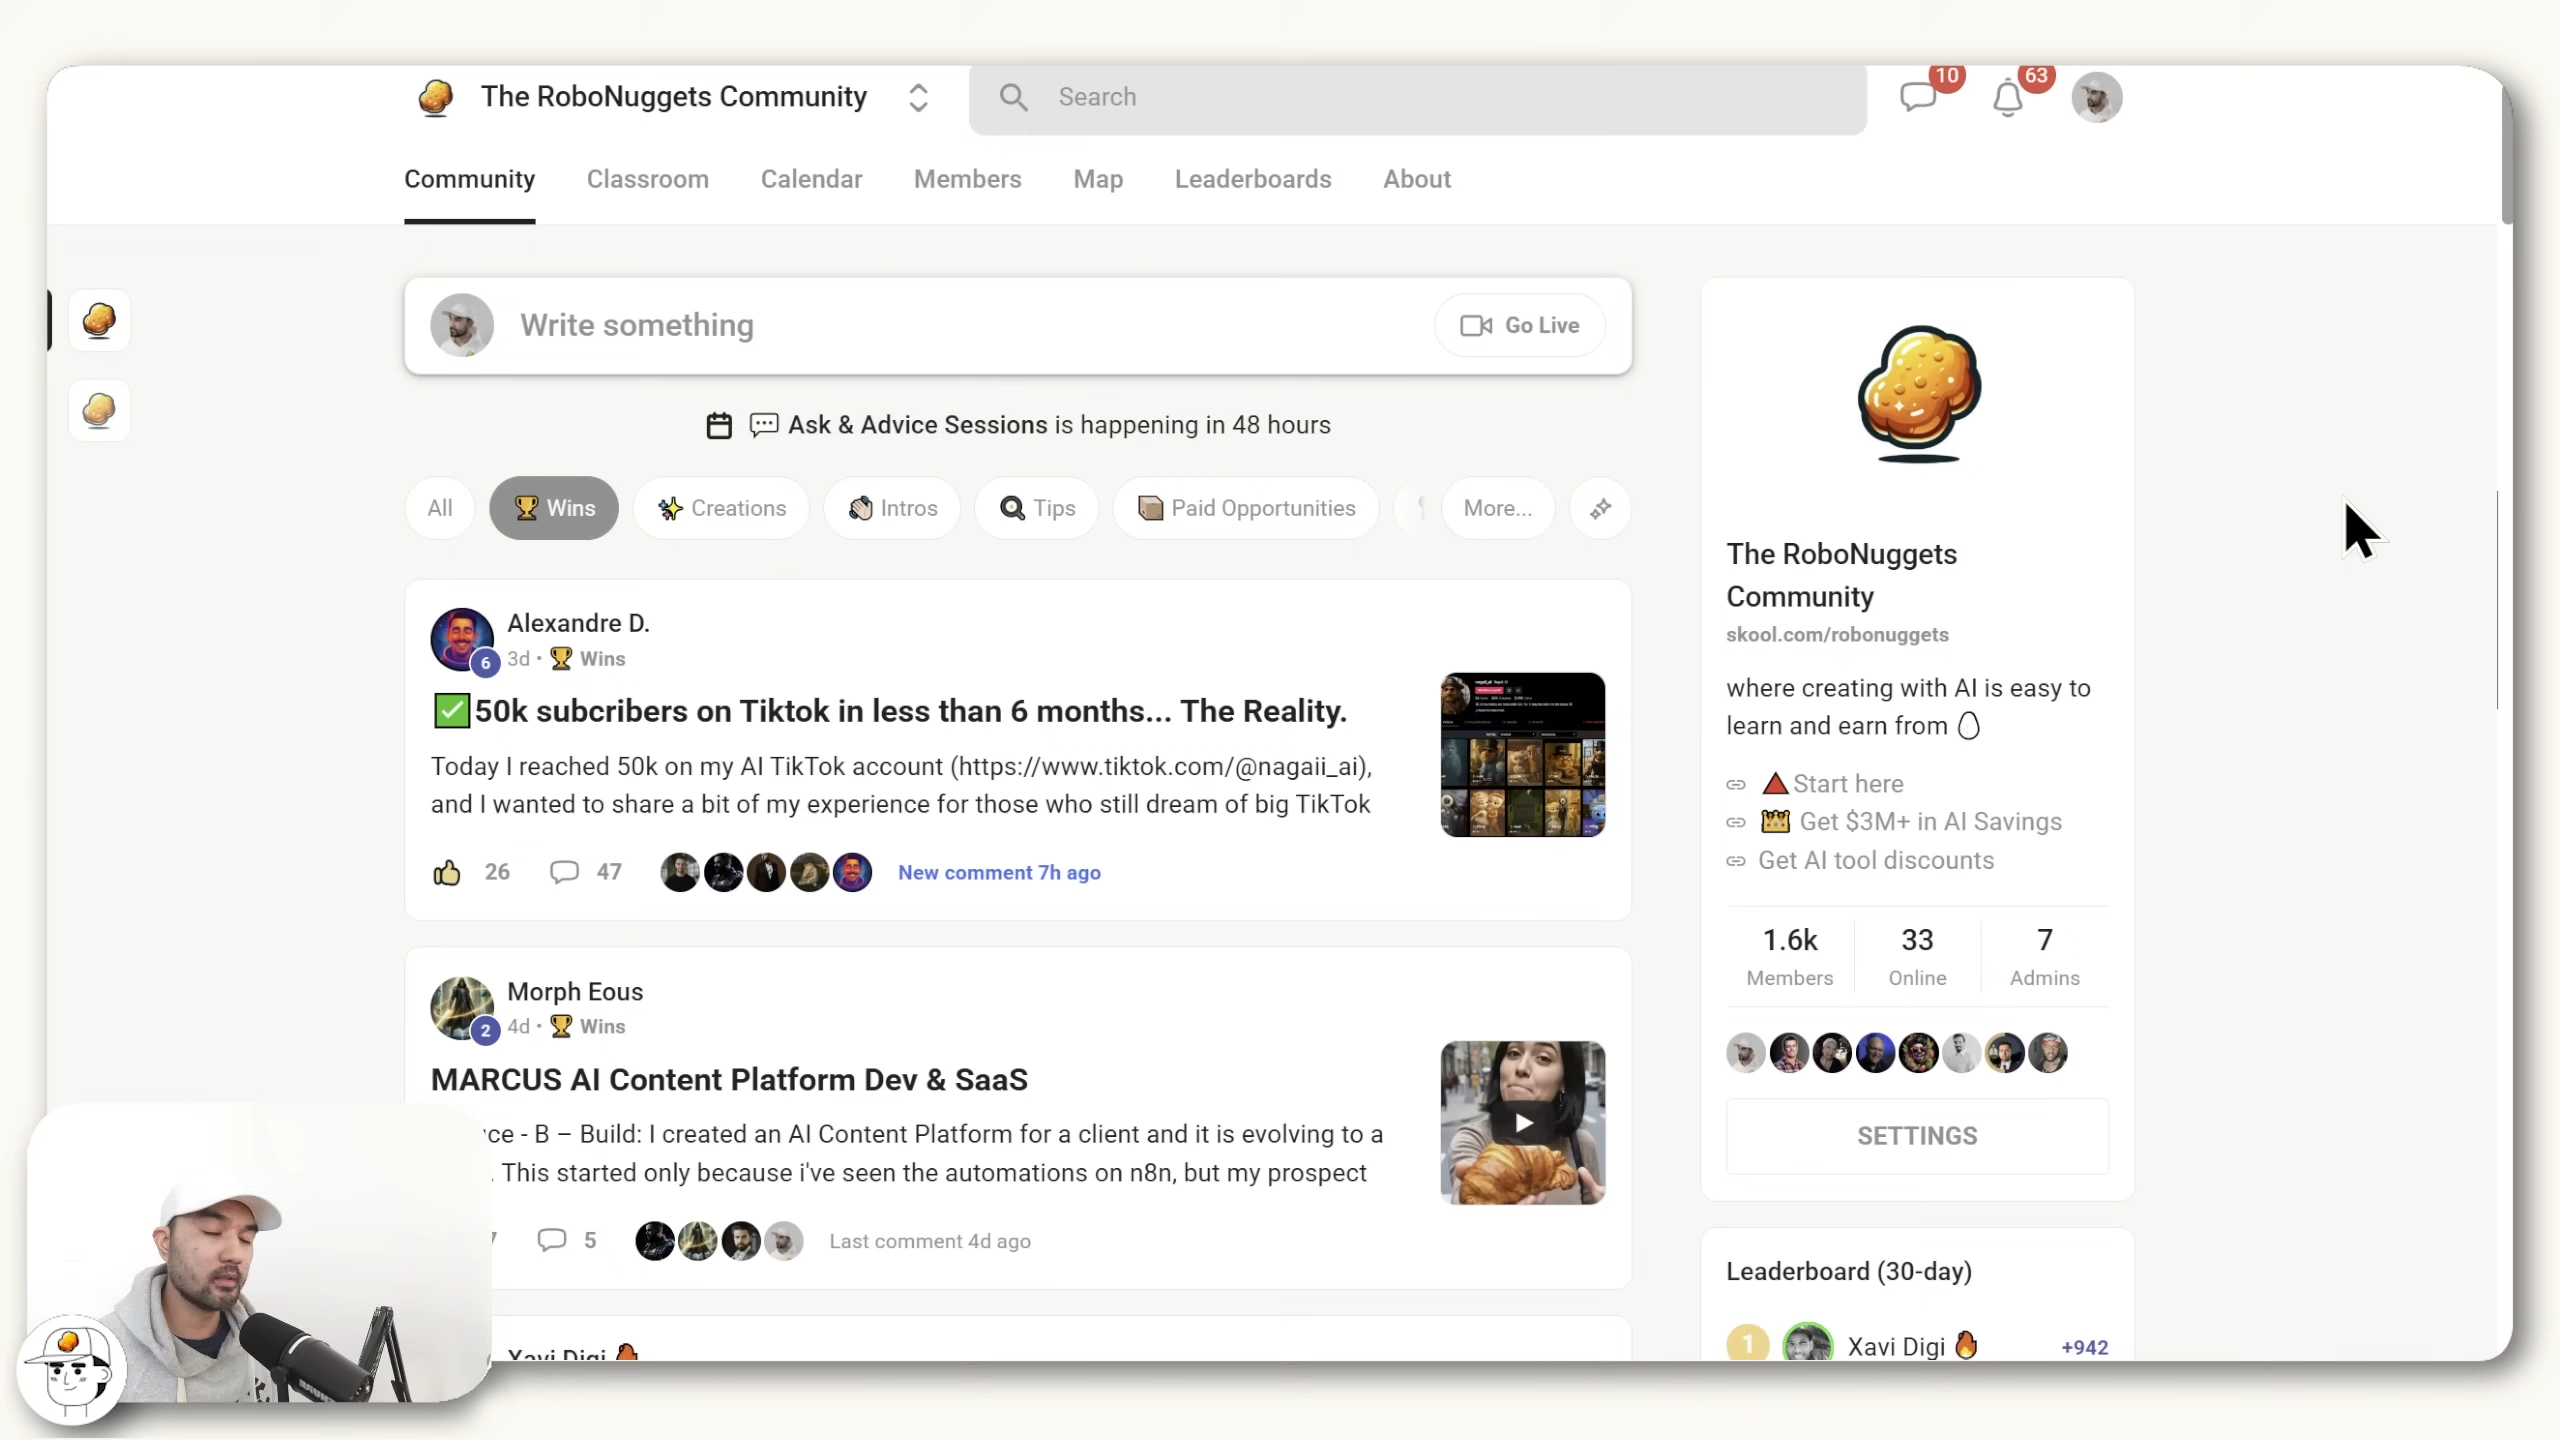 The RoboNuggets Community
Search
10
63
Community
Classroom
Calendar
Members
Map
Leaderboards
About
Write something
Go Live
Ask & Advice Sessions is happening in 48 hours
All
Wins
Creations
Intros
Tips
Paid Opportunities
More...
Alexandre D.
6
3d • Wins
50k subcribers on Tiktok in less than 6 months... The Reality.
Today I reached 50k on my AI TikTok account (https://www.tiktok.com/@nagaii_ai),
and I wanted to share a bit of my experience for those who still dream of big TikTok
26
47
New comment 7h ago
Morph Eous
2
4d • Wins
MARCUS AI Content Platform Dev & SaaS
- B – Build: I created an AI Content Platform for a client and it is evolving to a
. This started only because i've seen the automations on n8n, but my prospect
5
Last comment 4d ago
Xavi Digi
The RoboNuggets
Community
skool.com/robonuggets
where creating with AI is easy to
learn and earn from
Start here
Get $3M+ in AI Savings
Get AI tool discounts
1.6k
Members
33
Online
7
Admins
SETTINGS
Leaderboard (30-day)
1
Xavi Digi
+942